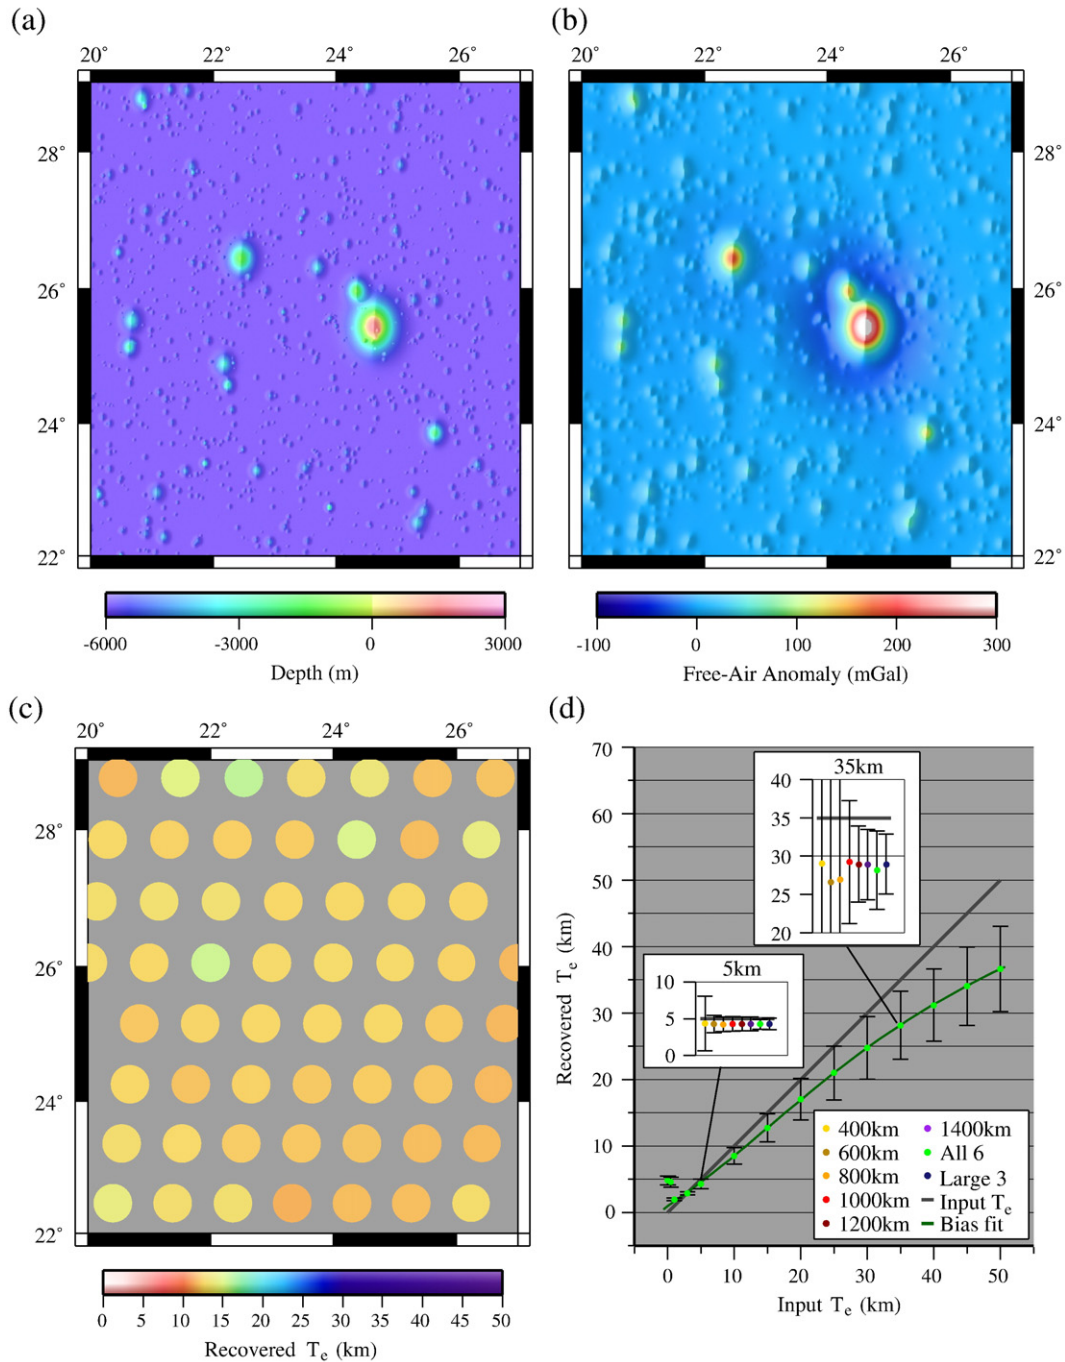 (a)
20° 22° 24° 26°
28°
26°
24°
22°
-6000 -3000 0 3000
Depth (m)
(b)
20° 22° 24° 26°
28°
26°
24°
22°
-100 0 100 200 300
Free-Air Anomaly (mGal)
(c)
20° 22° 24° 26°
28°
26°
24°
22°
0 5 10 15 20 25 30 35 40 45 50
Recovered Te (km)
(d)
70
60
50
40
30
20
10
0
Recovered Te (km)
35km
40
35
30
25
20
5km
10
5
0
400km
600km
800km
1000km
1200km
1400km
All 6
Large 3
Input Te
Bias fit
0 10 20 30 40 50
Input Te (km)